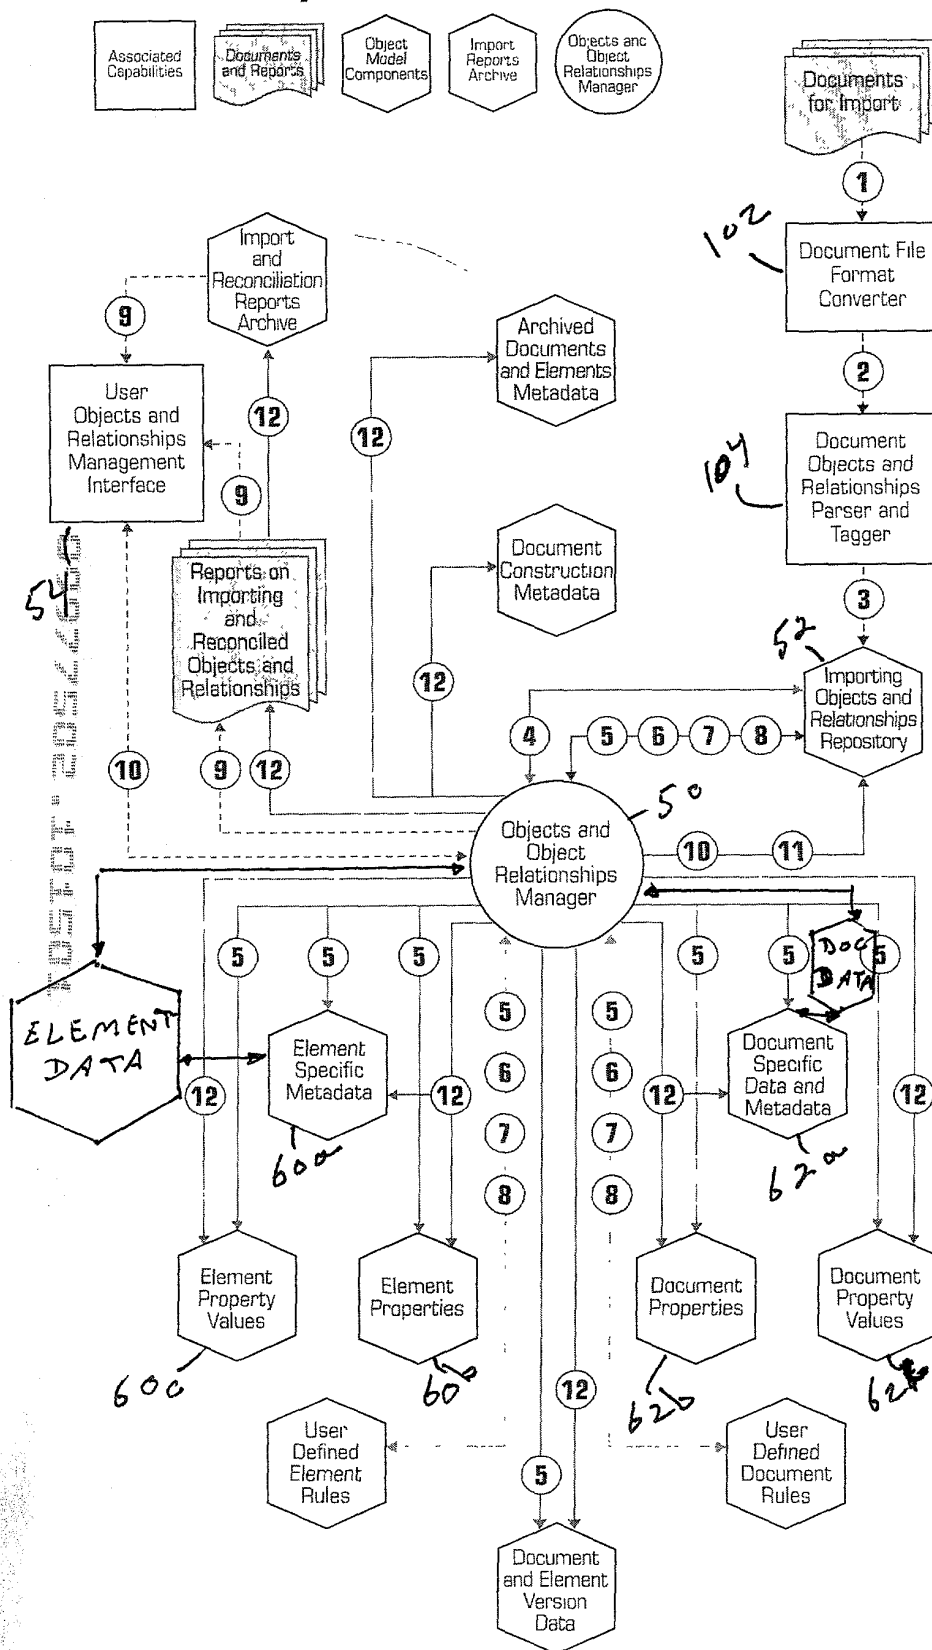 Associated
Capabilities
Documents
and Reports
Object
Model
Components
Import
Reports
Archive
Objects and
Object
Relationships
Manager
Documents
for Import
1
102
Document File
Format
Converter
2
104
Document
Objects and
Relationships
Parser and
Tagger
3
52
Importing
Objects and
Relationships
Repository
Import
and
Reconciliation
Reports
Archive
9
User
Objects and
Relationships
Management
Interface
54
12
9
Reports on
Importing
and
Reconciled
Objects and
Relationships
Archived
Documents
and Elements
Metadata
12
Document
Construction
Metadata
12
4
5 6 7 8
10
9
12
50
Objects and
Object
Relationships
Manager
10 11
5
5
5
5
5
5
DOC
DATA
ELEMENT
DATA
Element
Specific
Metadata
60a
12
12
5
6
7
8
5
6
7
8
12
Document
Specific
Data and
Metadata
62a
12
Element
Property
Values
60c
Element
Properties
60b
Document
Properties
62b
Document
Property
Values
User
Defined
Element
Rules
12
5
User
Defined
Document
Rules
Document
and Element
Version
Data